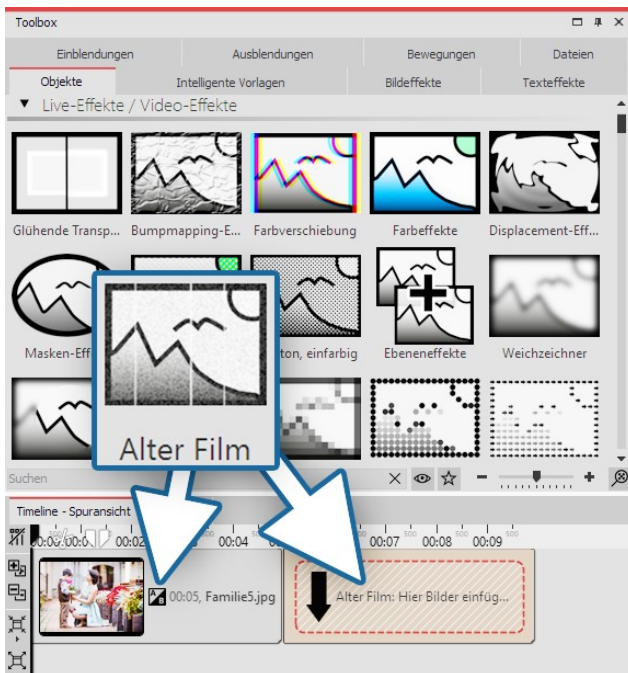 Toolbox
Einblendungen Ausblendungen Bewegungen Dateien
Objekte Intelligente Vorlagen Bildeffekte Texteffekte
Live-Effekte / Video-Effekte
Glühende Transp... Bumpmapping-E... Farbverschiebung Farbeffekte Displacement-Eff...
Masken-Eff ton, einfarbig Ebeneneffekte Weichzeichner
Alter Film
Suchen
Timeline - Spuransicht
00:02 00:04 00:07 00:08 00:09
A B 00:05, Familie5.jpg Alter Film: Hier Bilder einfüg...